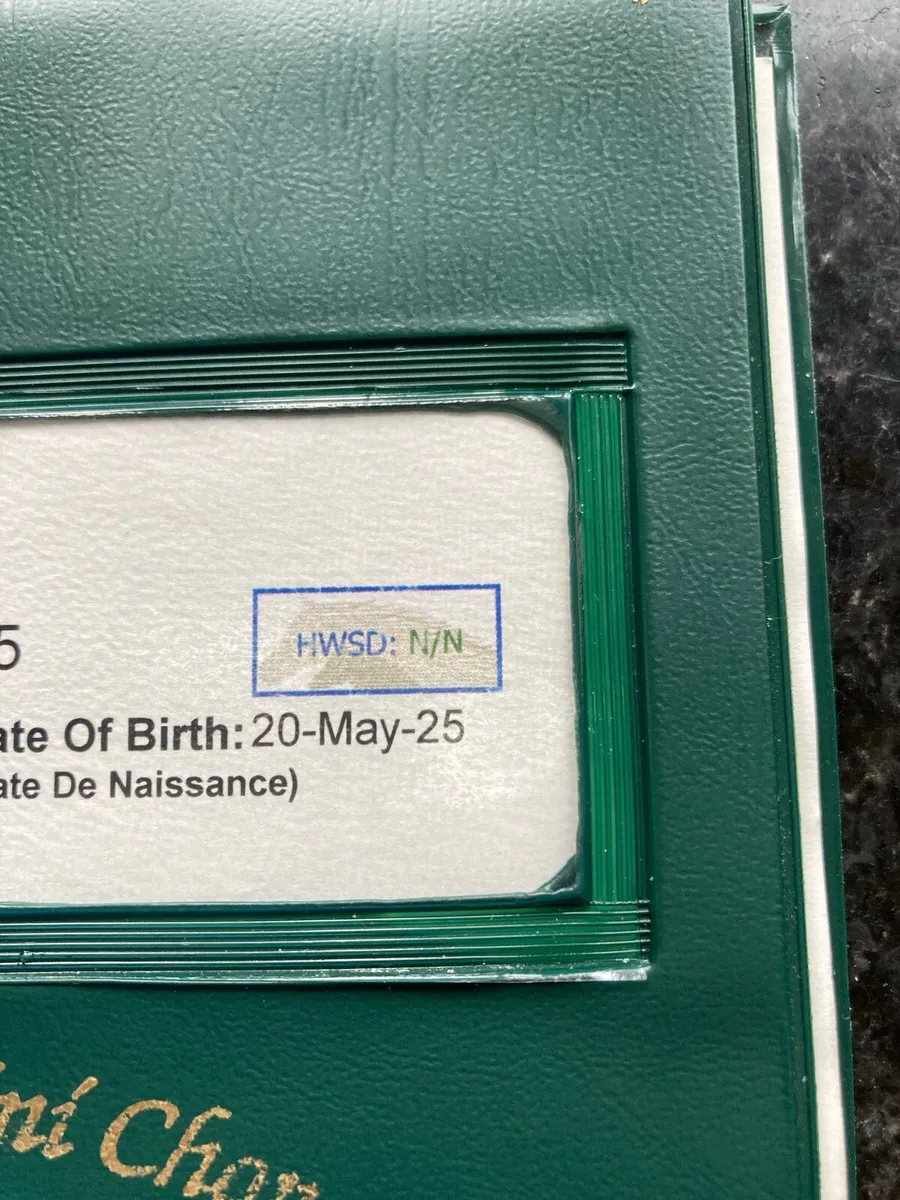 5
HWSD: N/N
ate Of Birth: 20-May-25
ate De Naissance)